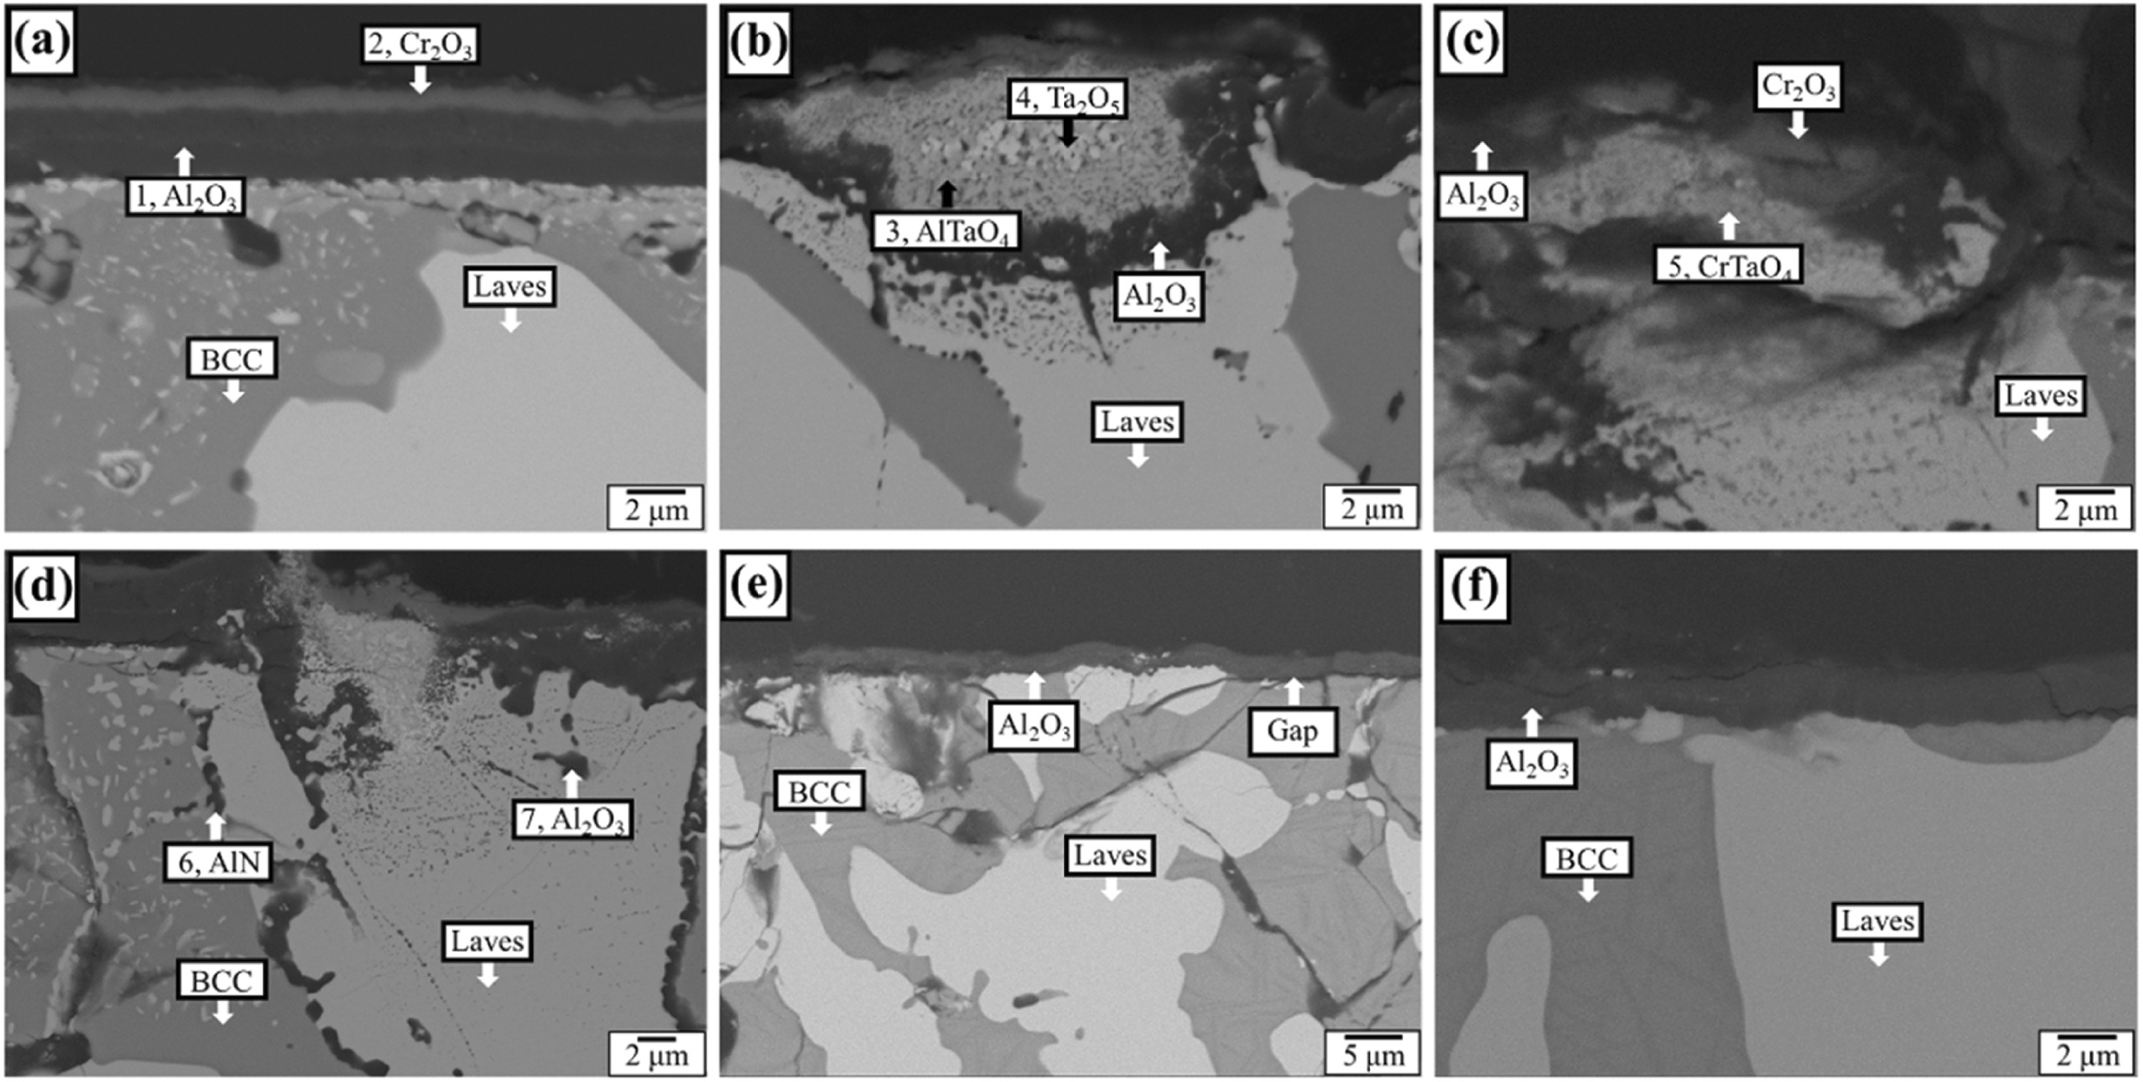 (a)
2, Cr₂O₃
1, Al₂O₃
Laves
BCC
2 μm
(b)
4, Ta₂O₅
3, AlTaO₄
Al₂O₃
Laves
2 μm
(c)
Cr₂O₃
Al₂O₃
5, CrTaO₄
Laves
2 μm
(d)
7, Al₂O₃
6, AlN
Laves
BCC
2 μm
(e)
Al₂O₃
Gap
BCC
Laves
5 μm
(f)
Al₂O₃
BCC
Laves
2 μm